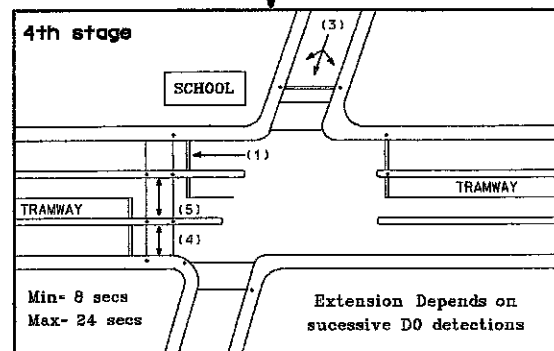 4th stage
(3)
SCHOOL
(1)
TRAMWAY
(5)
TRAMWAY
(4)
Min- 8 secs
Max- 24 secs
Extension Depends on
sucessive D0 detections